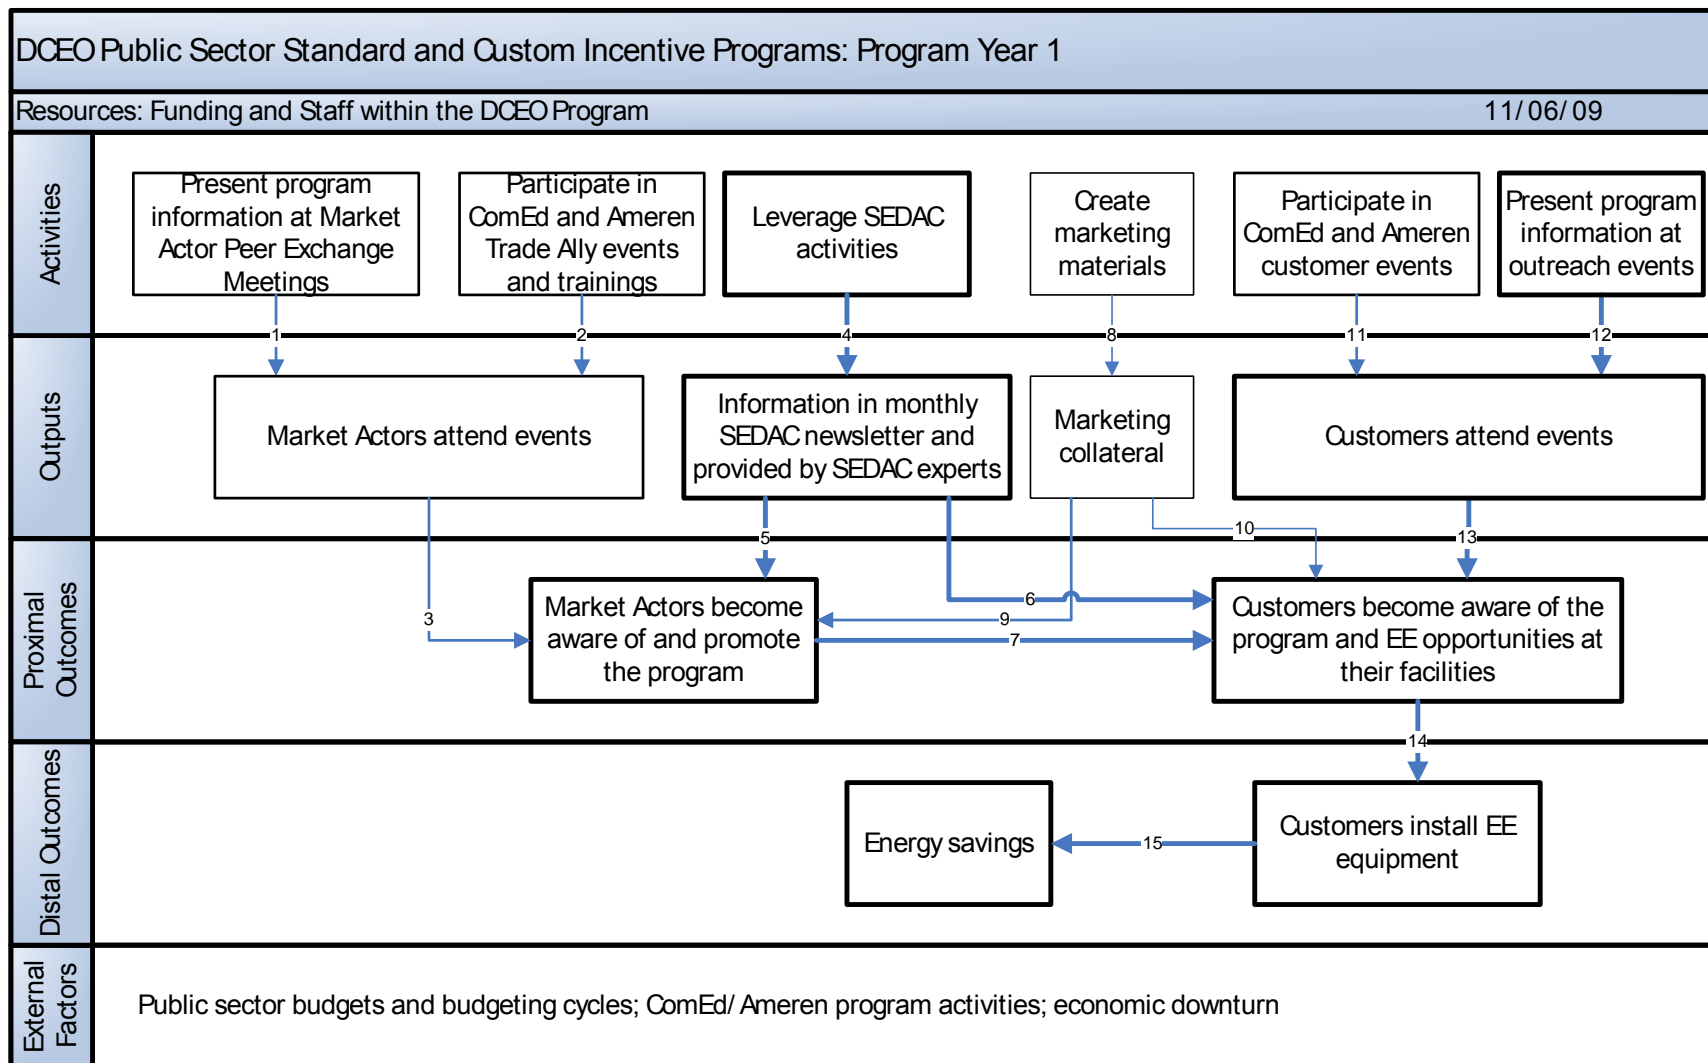 DCEO Public Sector Standard and Custom Incentive Programs: Program Year 1
Resources: Funding and Staff within the DCEO Program
11/06/09
Activities
Present program
information at Market
Actor Peer Exchange
Meetings
Participate in
ComEd and Ameren
Trade Ally events
and trainings
Leverage SEDAC
activities
Create
marketing
materials
Participate in
ComEd and Ameren
customer events
Present program
information at
outreach events
1
2
4
8
11
12
Outputs
Market Actors attend events
Information in monthly
SEDAC newsletter and
provided by SEDAC experts
Marketing
collateral
Customers attend events
5
10
13
Proximal
Outcomes
3
Market Actors become
aware of and promote
the program
6
9
7
Customers become aware of the
program and EE opportunities at
their facilities
14
Distal Outcomes
Energy savings
15
Customers install EE
equipment
External
Factors
Public sector budgets and budgeting cycles; ComEd/Ameren program activities; economic downturn